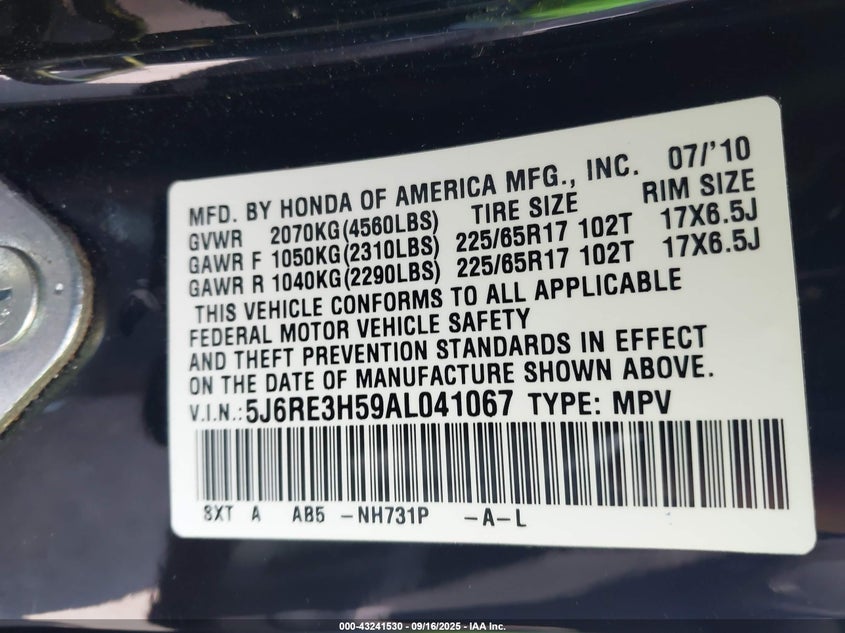 MFD. BY HONDA OF AMERICA MFG., INC. 07/'10
GVWR 2070KG(4560LBS) TIRE SIZE RIM SIZE
GAWR F 1050KG(2310LBS) 225/65R17 102T 17X6.5J
GAWR R 1040KG(2290LBS) 225/65R17 102T 17X6.5J
THIS VEHICLE CONFORMS TO ALL APPLICABLE
FEDERAL MOTOR VEHICLE SAFETY
AND THEFT PREVENTION STANDARDS IN EFFECT
ON THE DATE OF MANUFACTURE SHOWN ABOVE.
V.I.N.:5J6RE3H59AL041067 TYPE: MPV
SXT A AB5 -NH731P -A-L
000-43241530 - 09/16/2025 - IAA Inc.